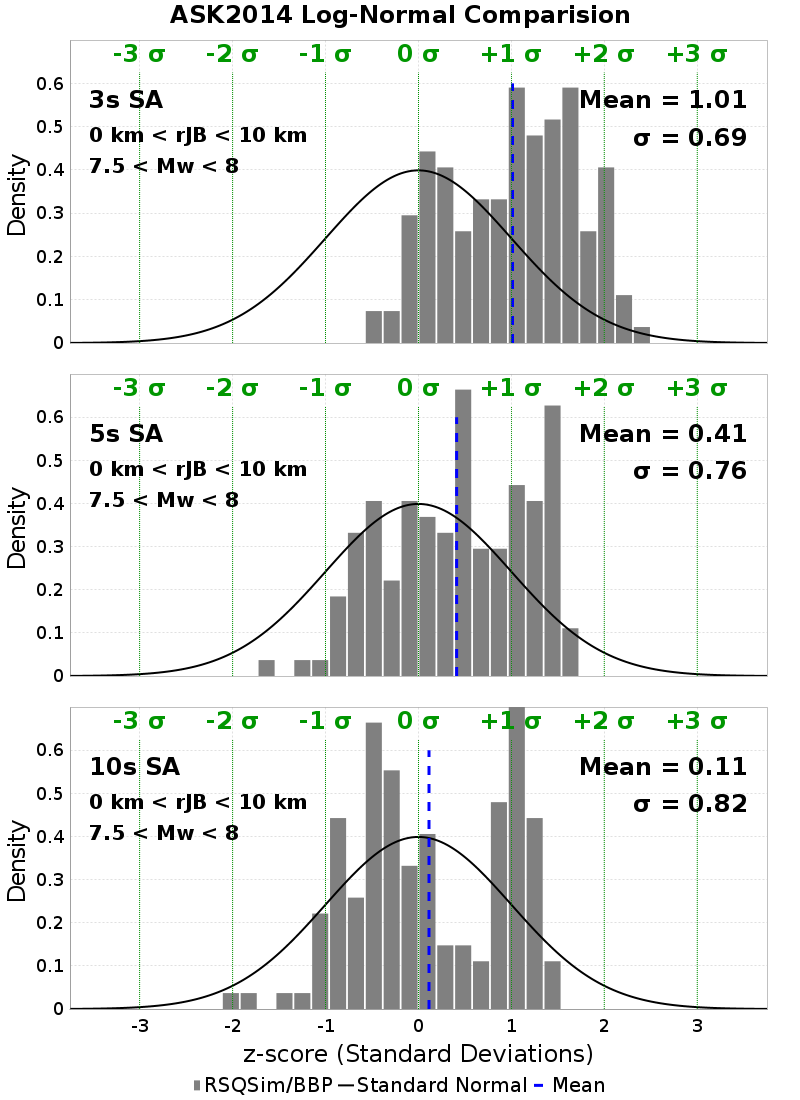 ASK2014 Log-Normal Comparision
-3 σ -2 σ -1 σ 0 σ +1 σ +2 σ +3 σ
0.6
3s SA
Mean = 1.01
0.5
0 km < rJB < 10 km
σ = 0.69
7.5 < Mw < 8
0.4
0.3
0.2
0.1
0
Density
-3 σ -2 σ -1 σ 0 σ +1 σ +2 σ +3 σ
0.6
5s SA
Mean = 0.41
0.5
0 km < rJB < 10 km
σ = 0.76
7.5 < Mw < 8
0.4
0.3
0.2
0.1
0
Density
-3 σ -2 σ -1 σ 0 σ +1 σ +2 σ +3 σ
0.6
10s SA
Mean = 0.11
0.5
0 km < rJB < 10 km
σ = 0.82
7.5 < Mw < 8
0.4
0.3
0.2
0.1
0
Density
-3 -2 -1 0 1 2 3
z-score (Standard Deviations)
RSQSim/BBP Standard Normal Mean